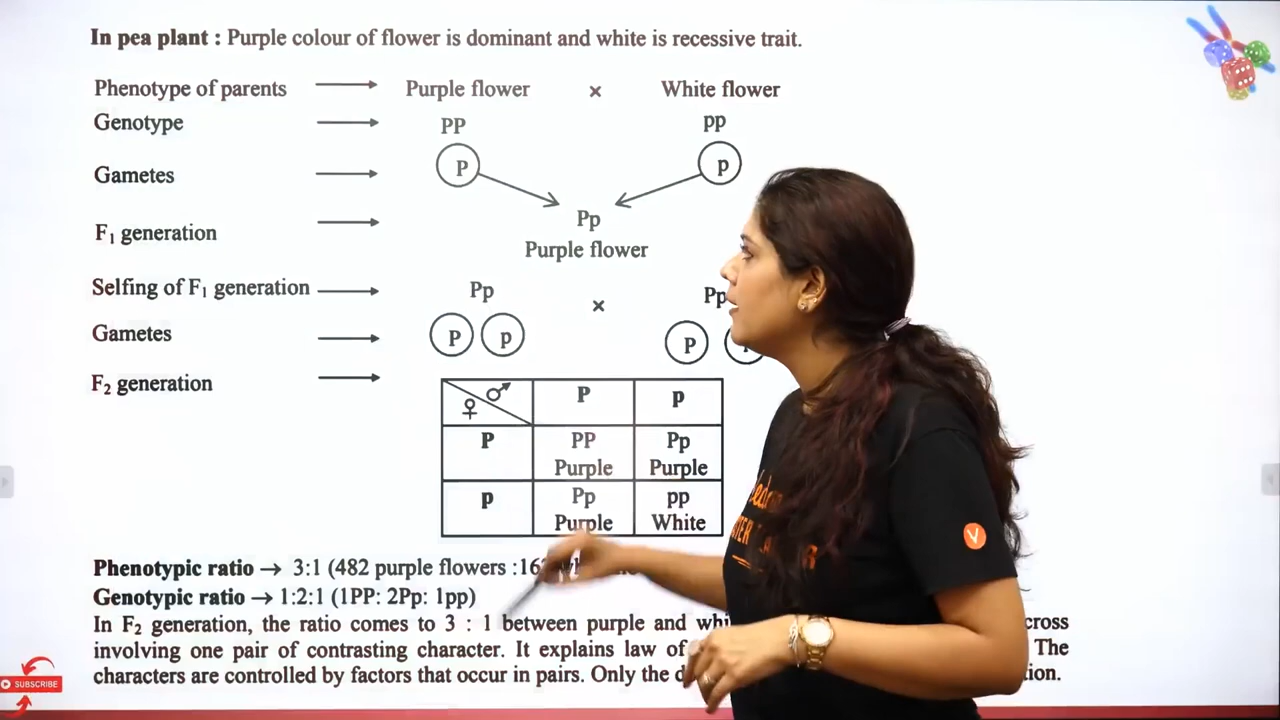 In pea plant : Purple colour of flower is dominant and white is recessive trait.
Phenotype of parents Purple flower × White flower
Genotype PP pp
Gametes P p
F1 generation Pp
Purple flower
Selfing of F1 generation Pp × Pp
Gametes P p P
F2 generation
♂ P p
♀
P PP Pp
Purple Purple
p Pp pp
Purple White
Phenotypic ratio → 3:1 (482 purple flowers :16
Genotypic ratio → 1:2:1 (1PP: 2Pp: 1pp)
In F2 generation, the ratio comes to 3 : 1 between purple and cross
involving one pair of contrasting character. It explains law of The
characters are controlled by factors that occur in pairs. Only the
SUBSCRIBE
V